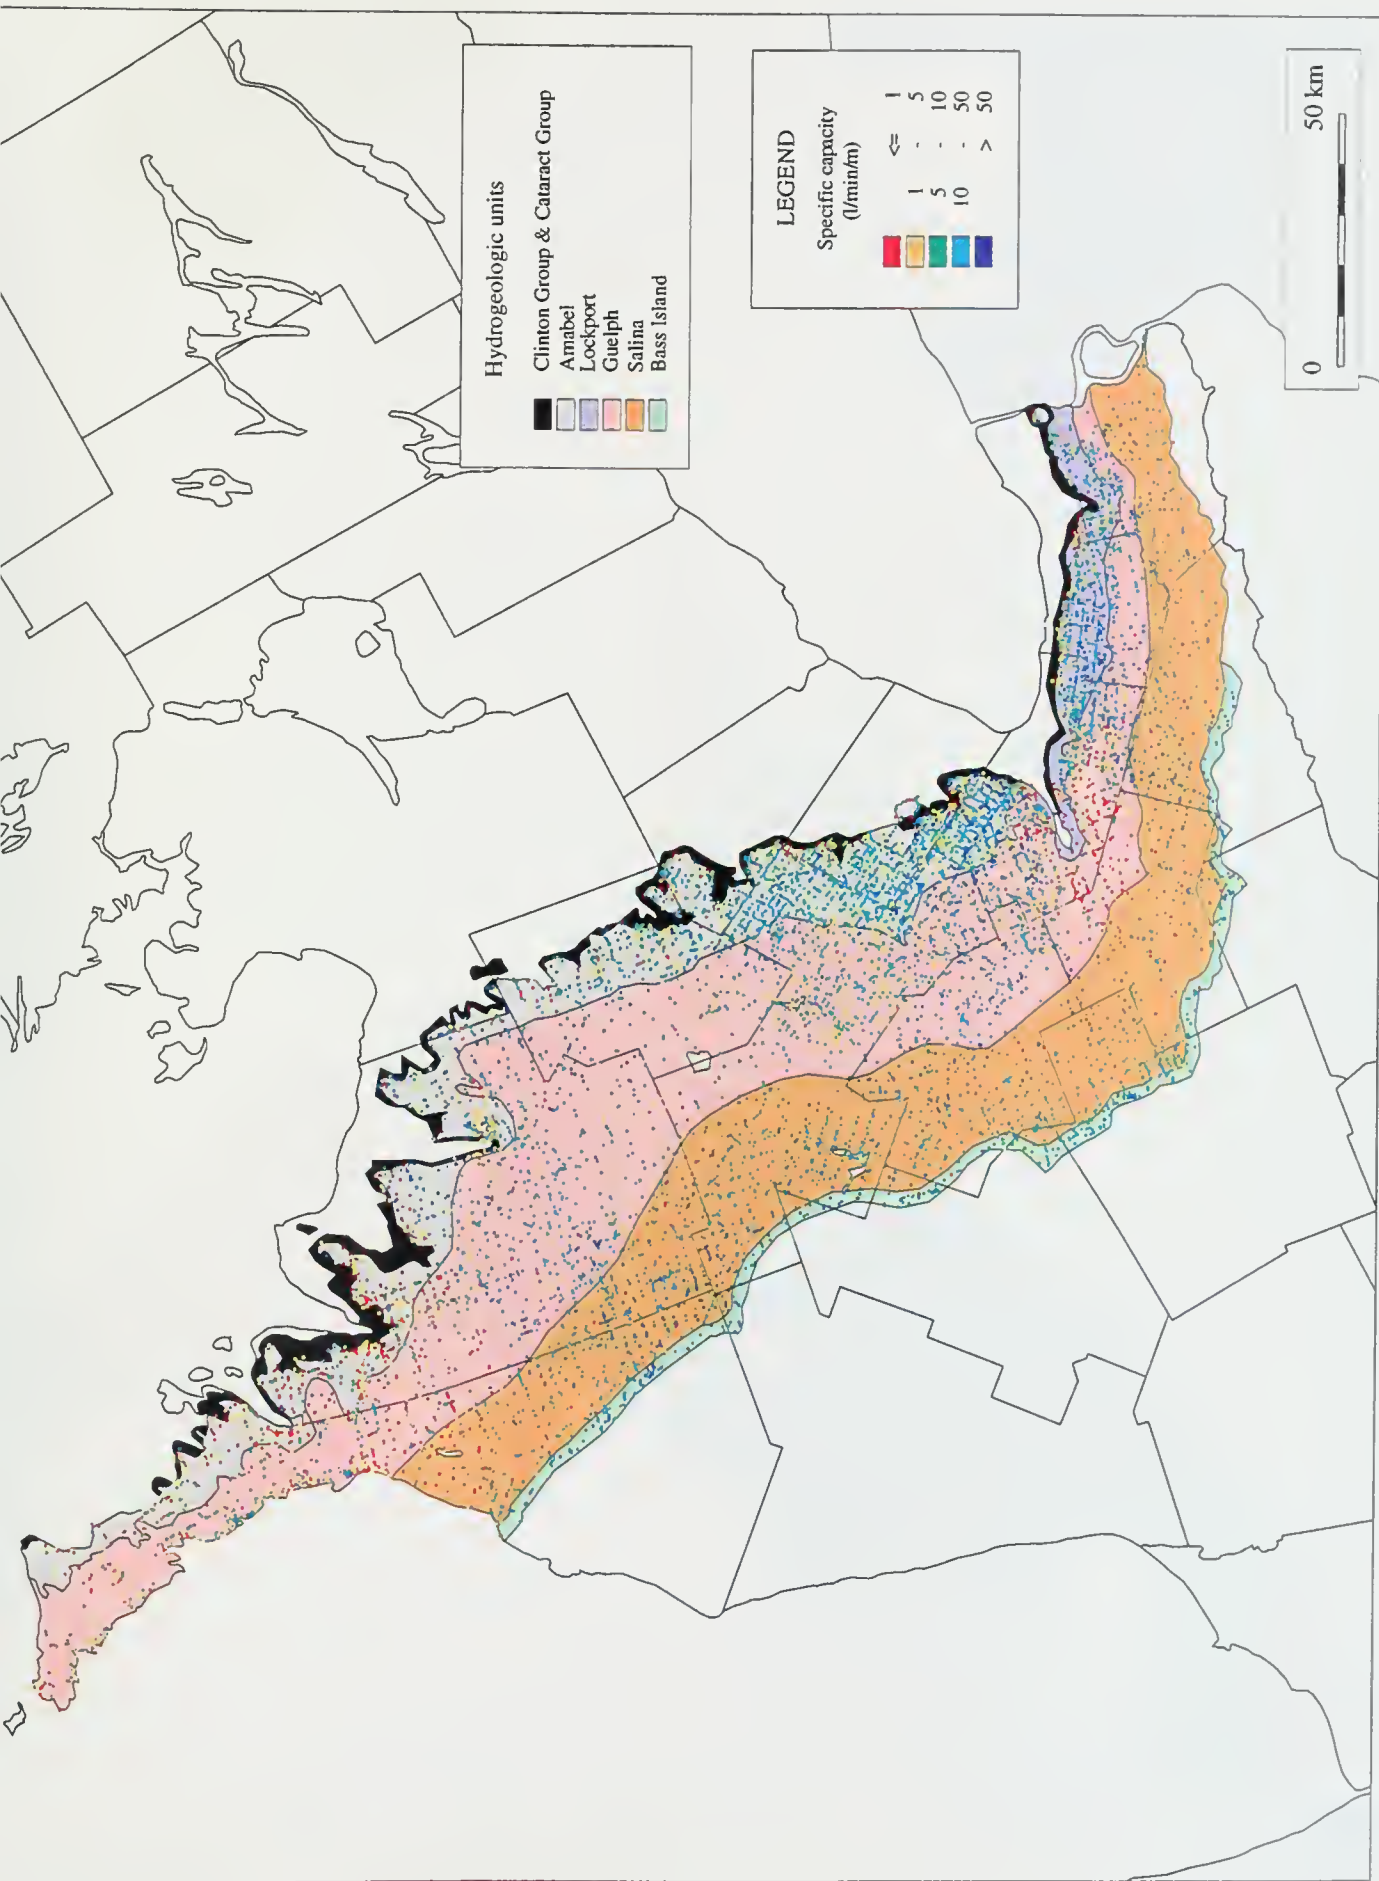 Hydrogeologic units
Clinton Group & Cataract Group
Amabel
Lockport
Guelph
Salina
Bass Island
LEGEND
Specific capacity
(l/min/m)
<= 1
1 - 5
5 - 10
10 - 50
> 50
0 50 km